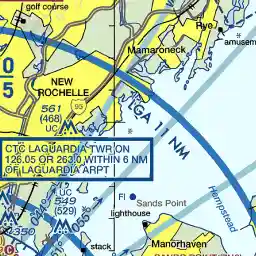 golf course
Rye
amusem
Mamaroneck
0
5
NEW
ROCHELLE
95
561
(468)
UC
LGA 11 NM
CTC LAGUARDIA TWR ON
126.05 OR 263.0 WITHIN 6 NM
OF LAGUARDIA ARPT
UC
549
(529)
Sands Point
Hempstead
lighthouse
350
stack
Manorhaven